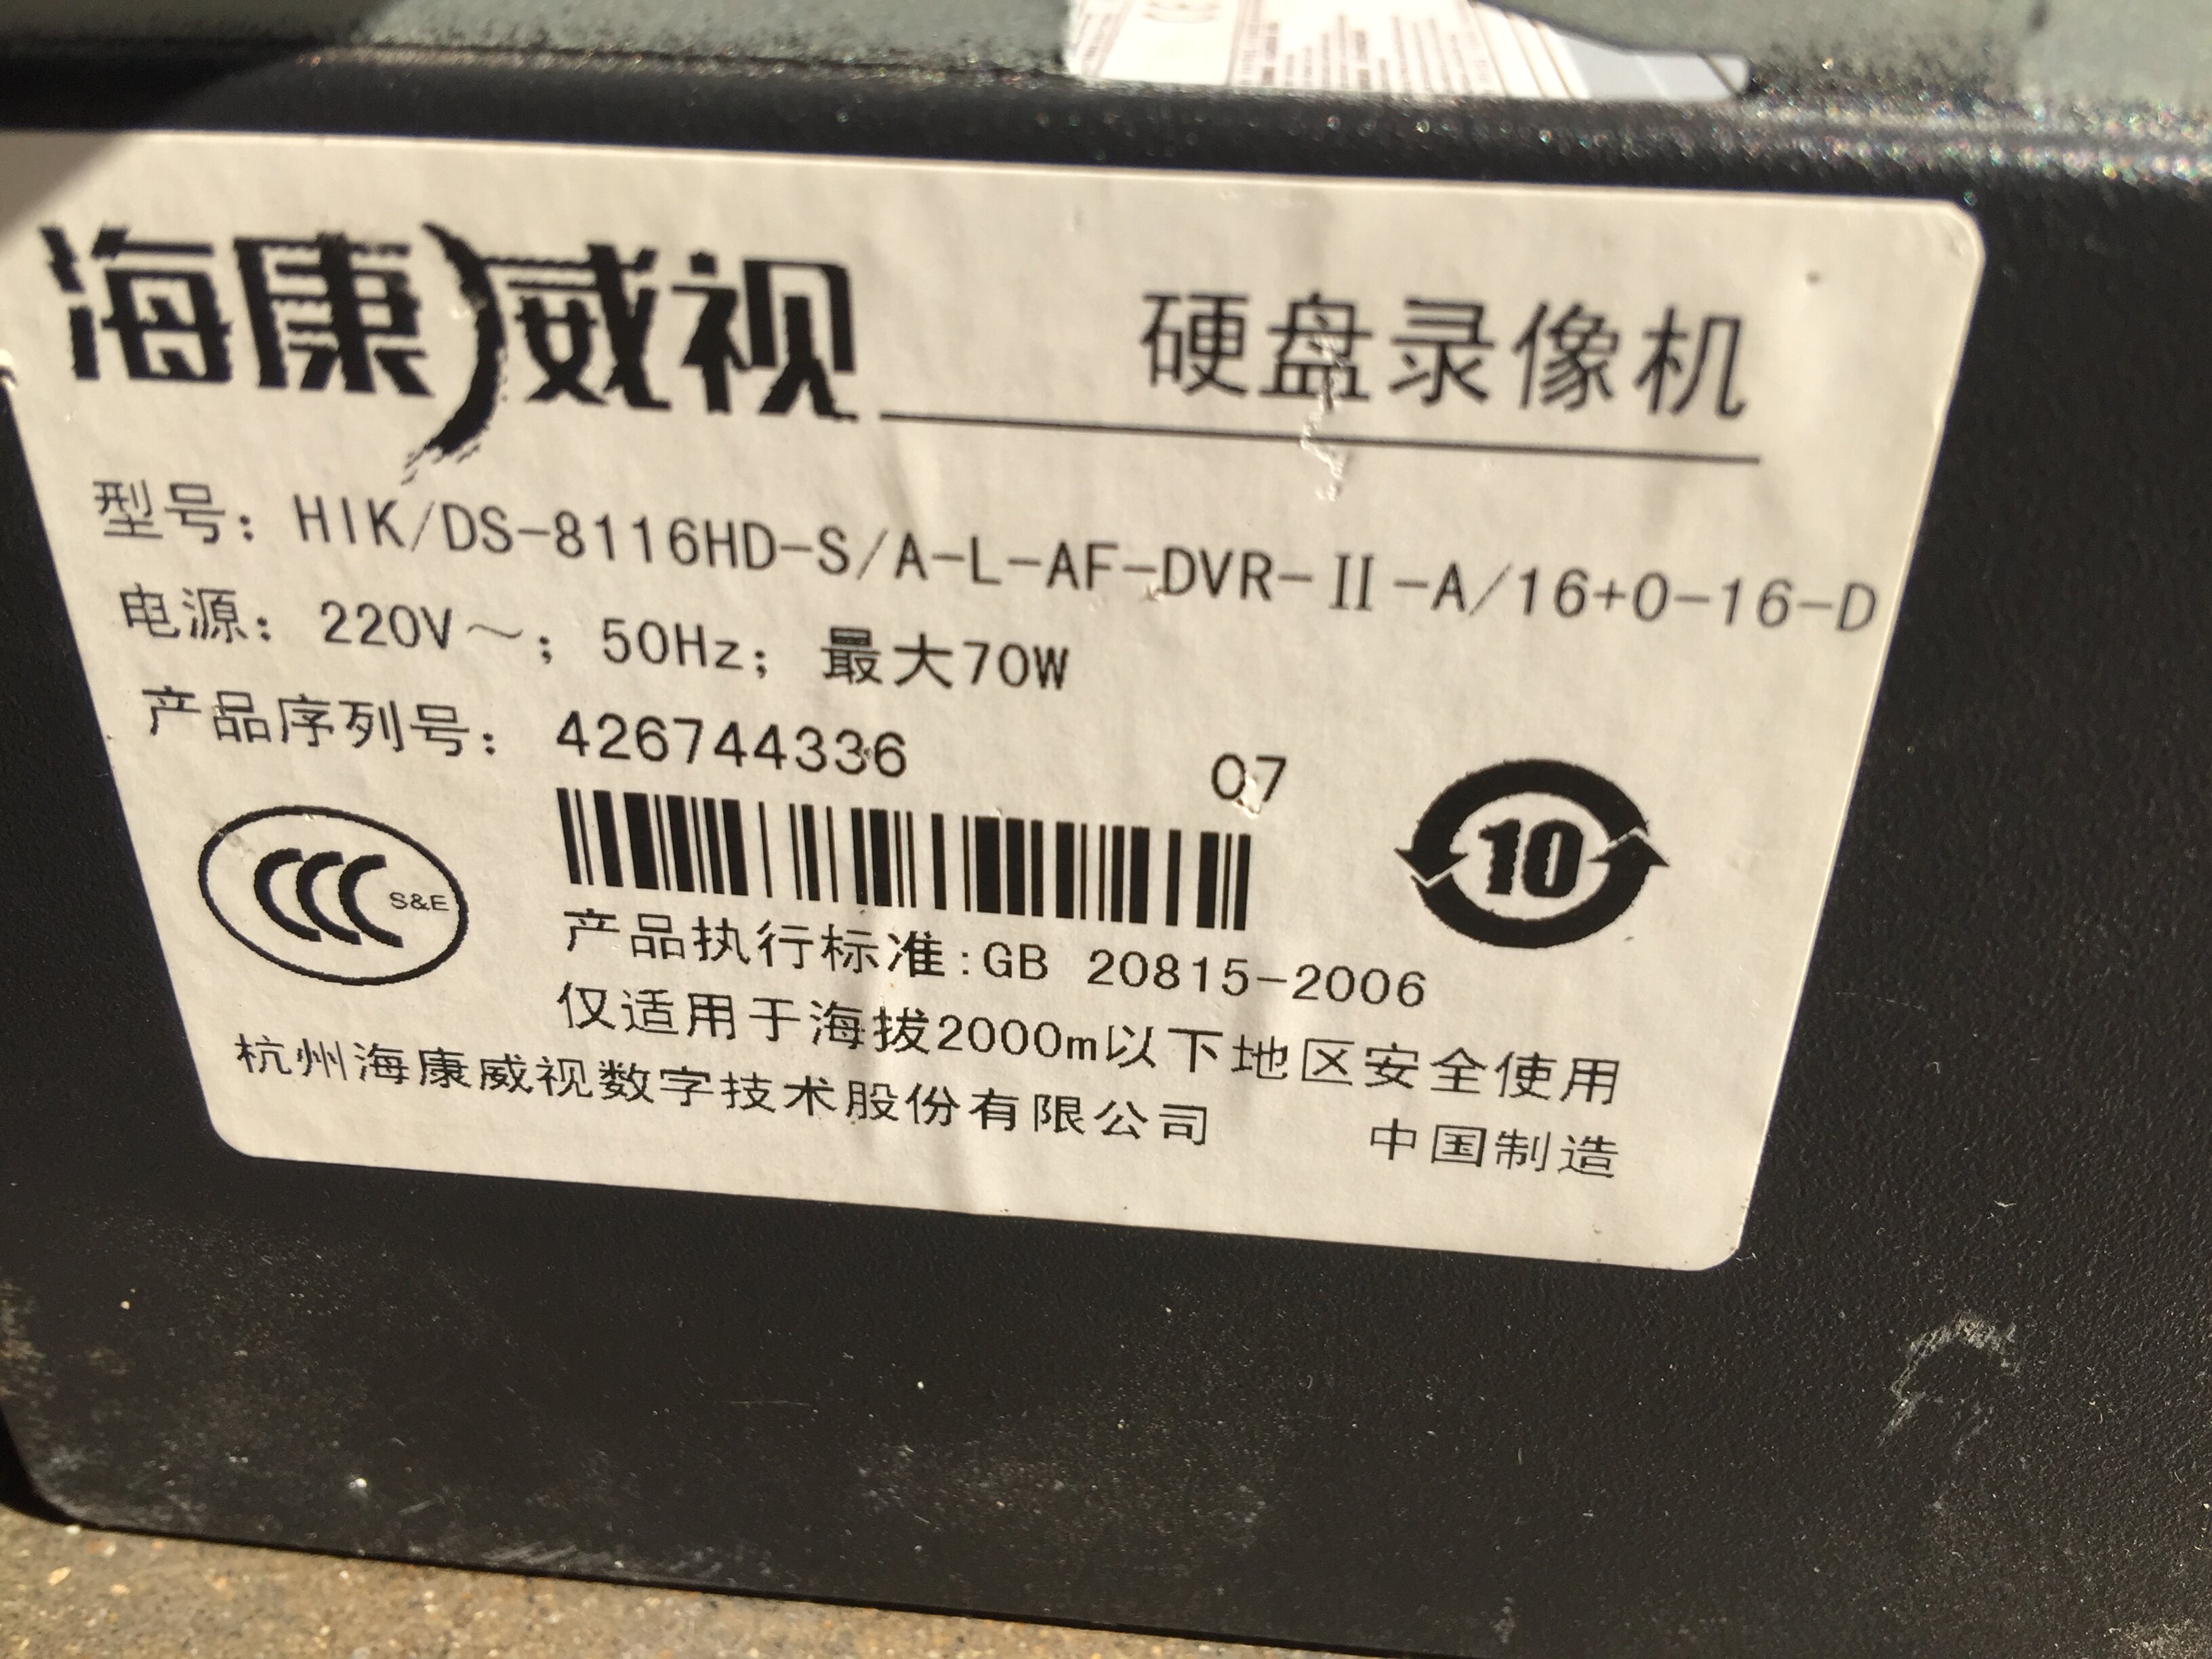 海康威视 硬盘录像机
型号: HIK/DS-8116HD-S/A-L-AF-DVR-Ⅱ-A/16+0-16-D
电源: 220V～; 50Hz; 最大70W
产品序列号: 426744336 07
CCC S&E
10
产品执行标准:GB 20815-2006
仅适用于海拔2000m以下地区安全使用
杭州海康威视数字技术股份有限公司 中国制造